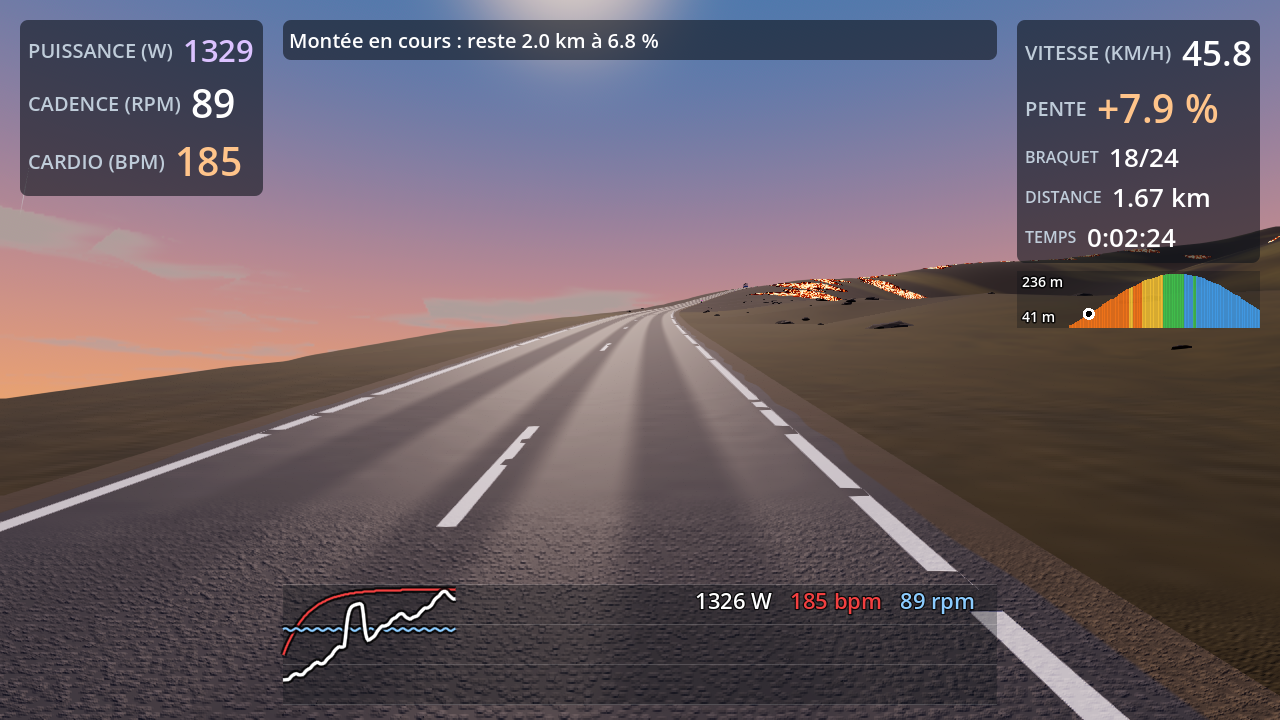 PUISSANCE (W) 1329
CADENCE (RPM) 89
CARDIO (BPM) 185
Montée en cours : reste 2.0 km à 6.8 %
VITESSE (KM/H) 45.8
PENTE +7.9 %
BRAQUET 18/24
DISTANCE 1.67 km
TEMPS 0:02:24
236 m
41 m
1326 W 185 bpm 89 rpm